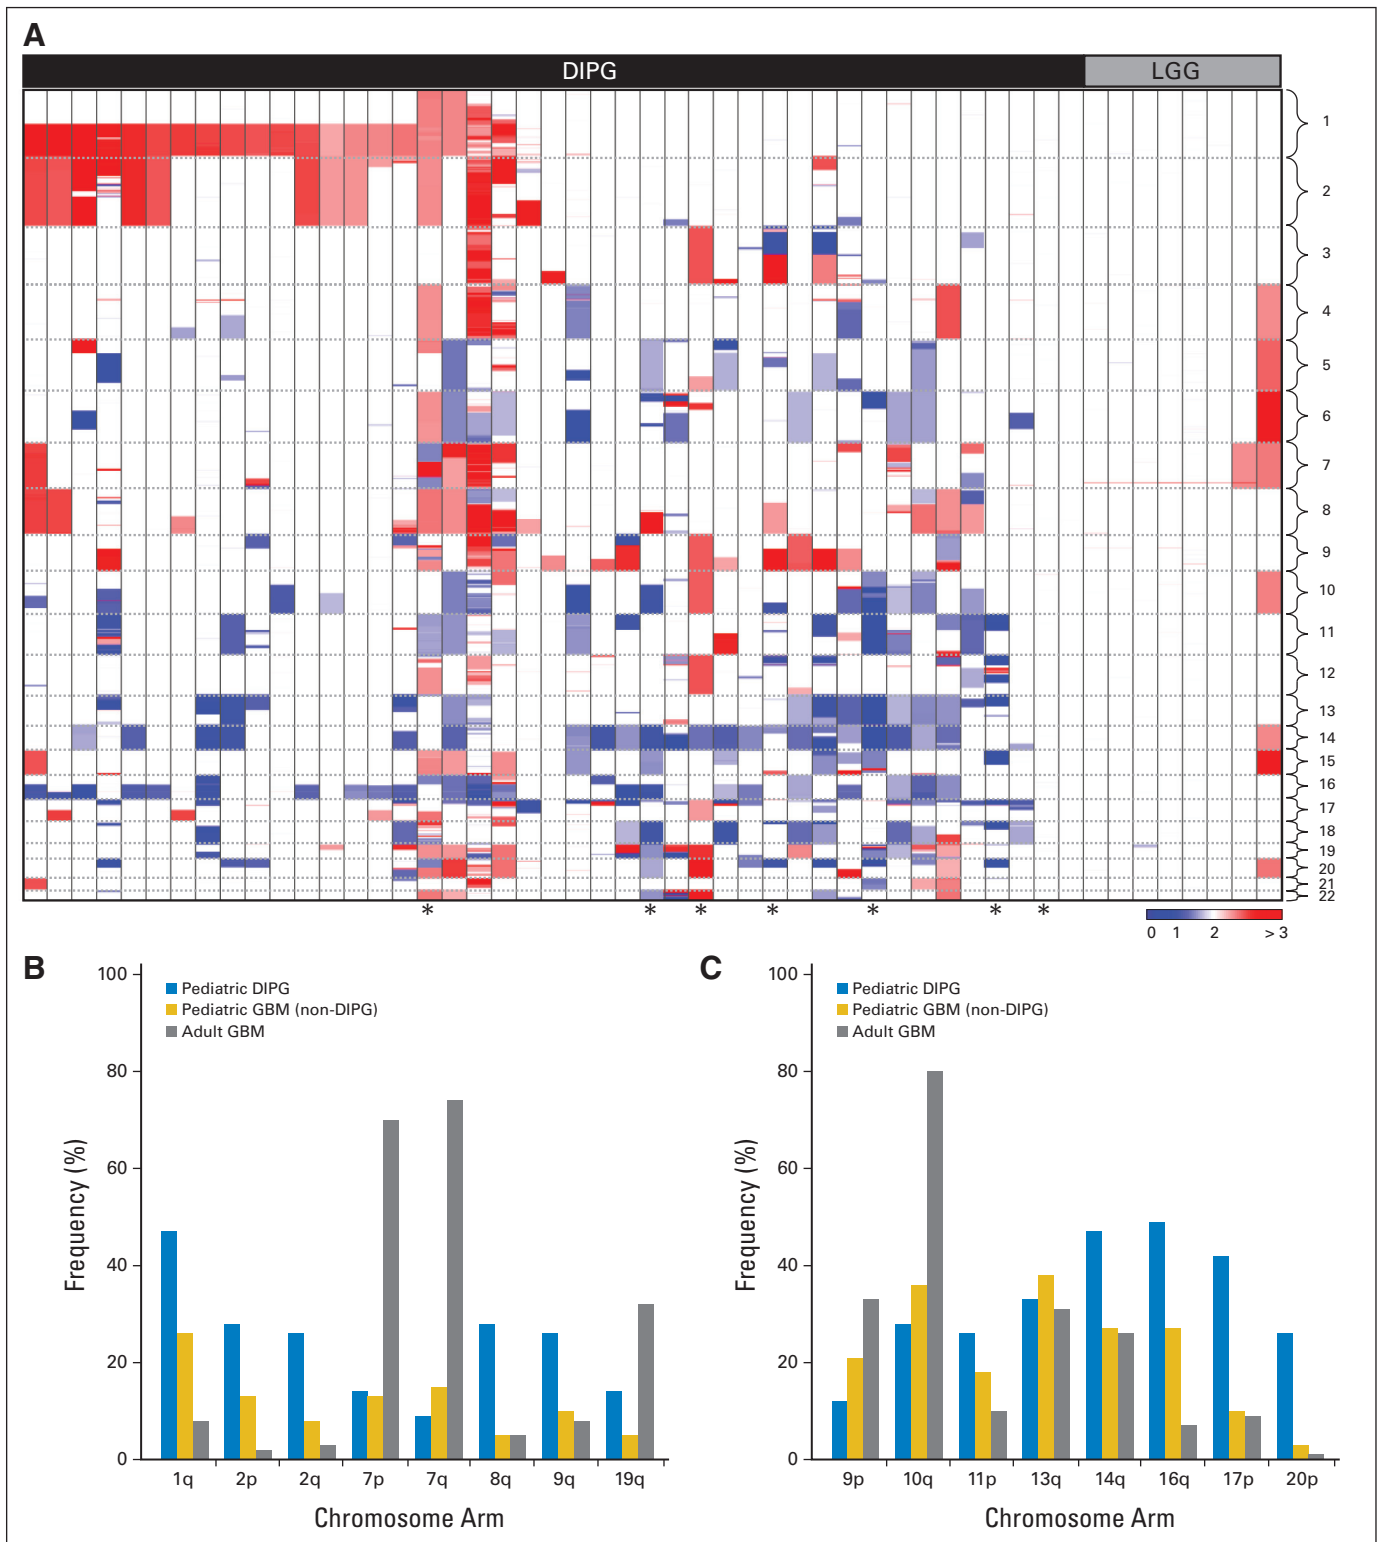 A
DIPG LGG
1
2
3
4
5
6
7
8
9
10
11
12
13
14
15
16
17
18
19
20
21
22
* * * * * * *
0 1 2 > 3
B
100
80
60
40
20
0
Frequency (%)
Pediatric DIPG
Pediatric GBM (non-DIPG)
Adult GBM
1q 2p 2q 7p 7q 8q 9q 19q
Chromosome Arm
C
100
80
60
40
20
0
Frequency (%)
Pediatric DIPG
Pediatric GBM (non-DIPG)
Adult GBM
9p 10q 11p 13q 14q 16q 17p 20p
Chromosome Arm